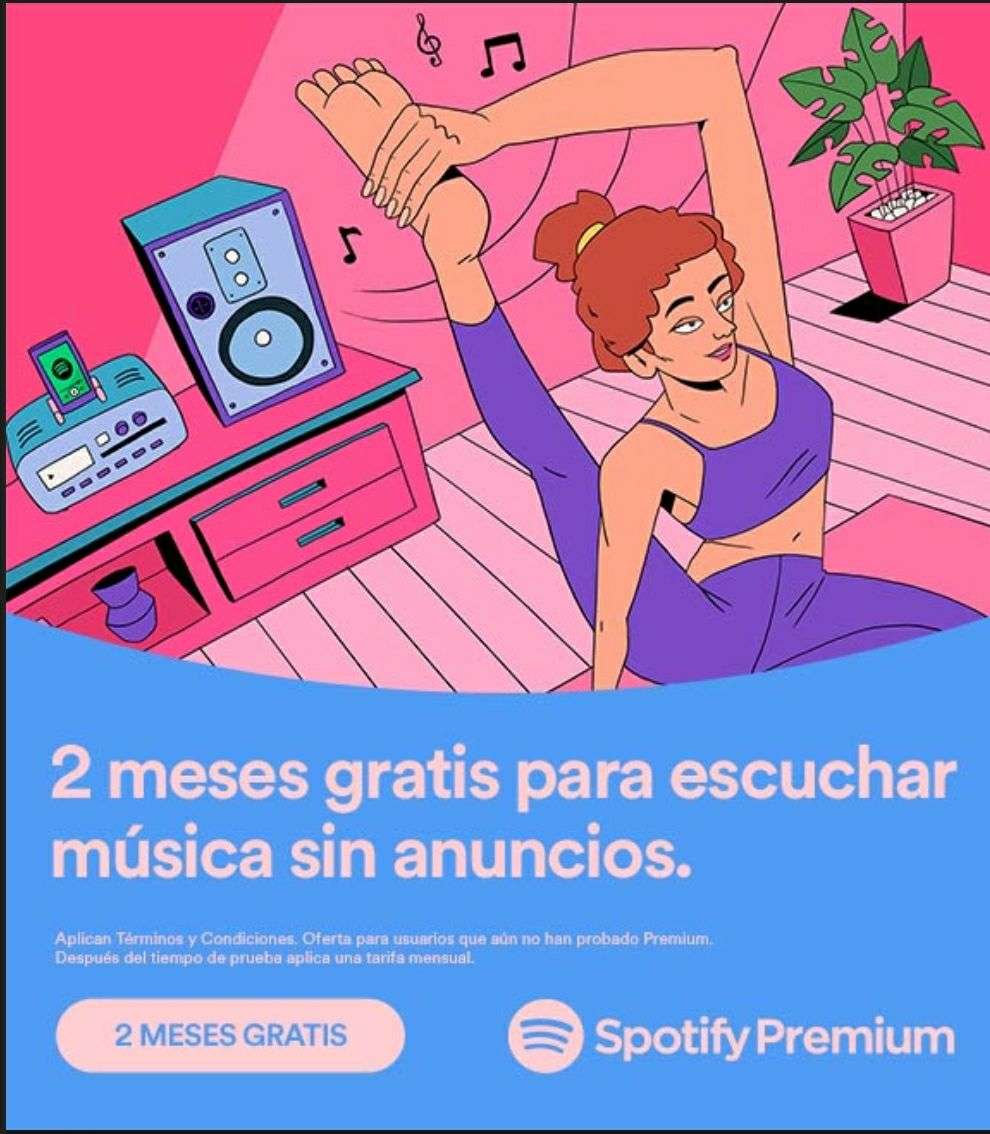 2 meses gratis para escuchar
música sin anuncios.
Aplican Términos y Condiciones. Oferta para usuarios que aún no han probado Premium.
Después del tiempo de prueba aplica una tarifa mensual.
2 MESES GRATIS
Spotify Premium